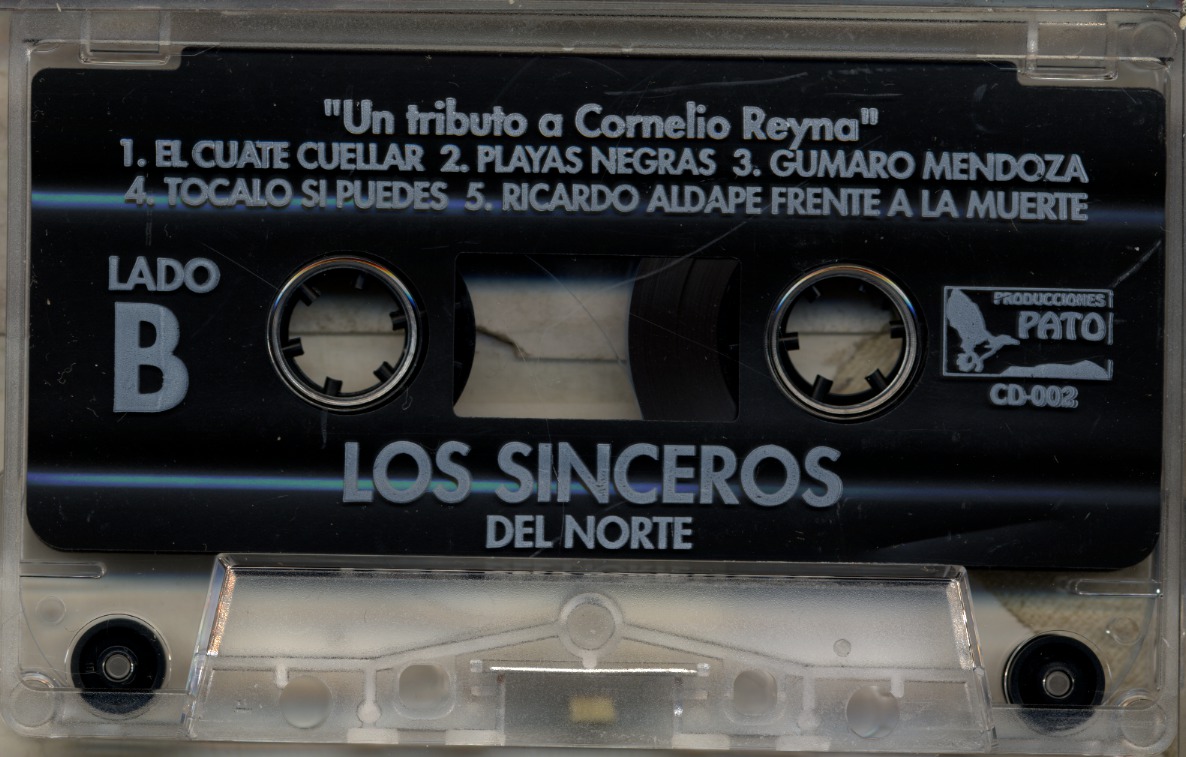 "Un tributo a Cornelio Reyna"
1. EL CUATE CUELLAR 2. PLAYAS NEGRAS 3. GUMARO MENDOZA
4. TOCALO SI PUEDES 5. RICARDO ALDAPE FRENTE A LA MUERTE
LADO
B
PRODUCCIONES
PATO
CD-002
LOS SINCEROS
DEL NORTE